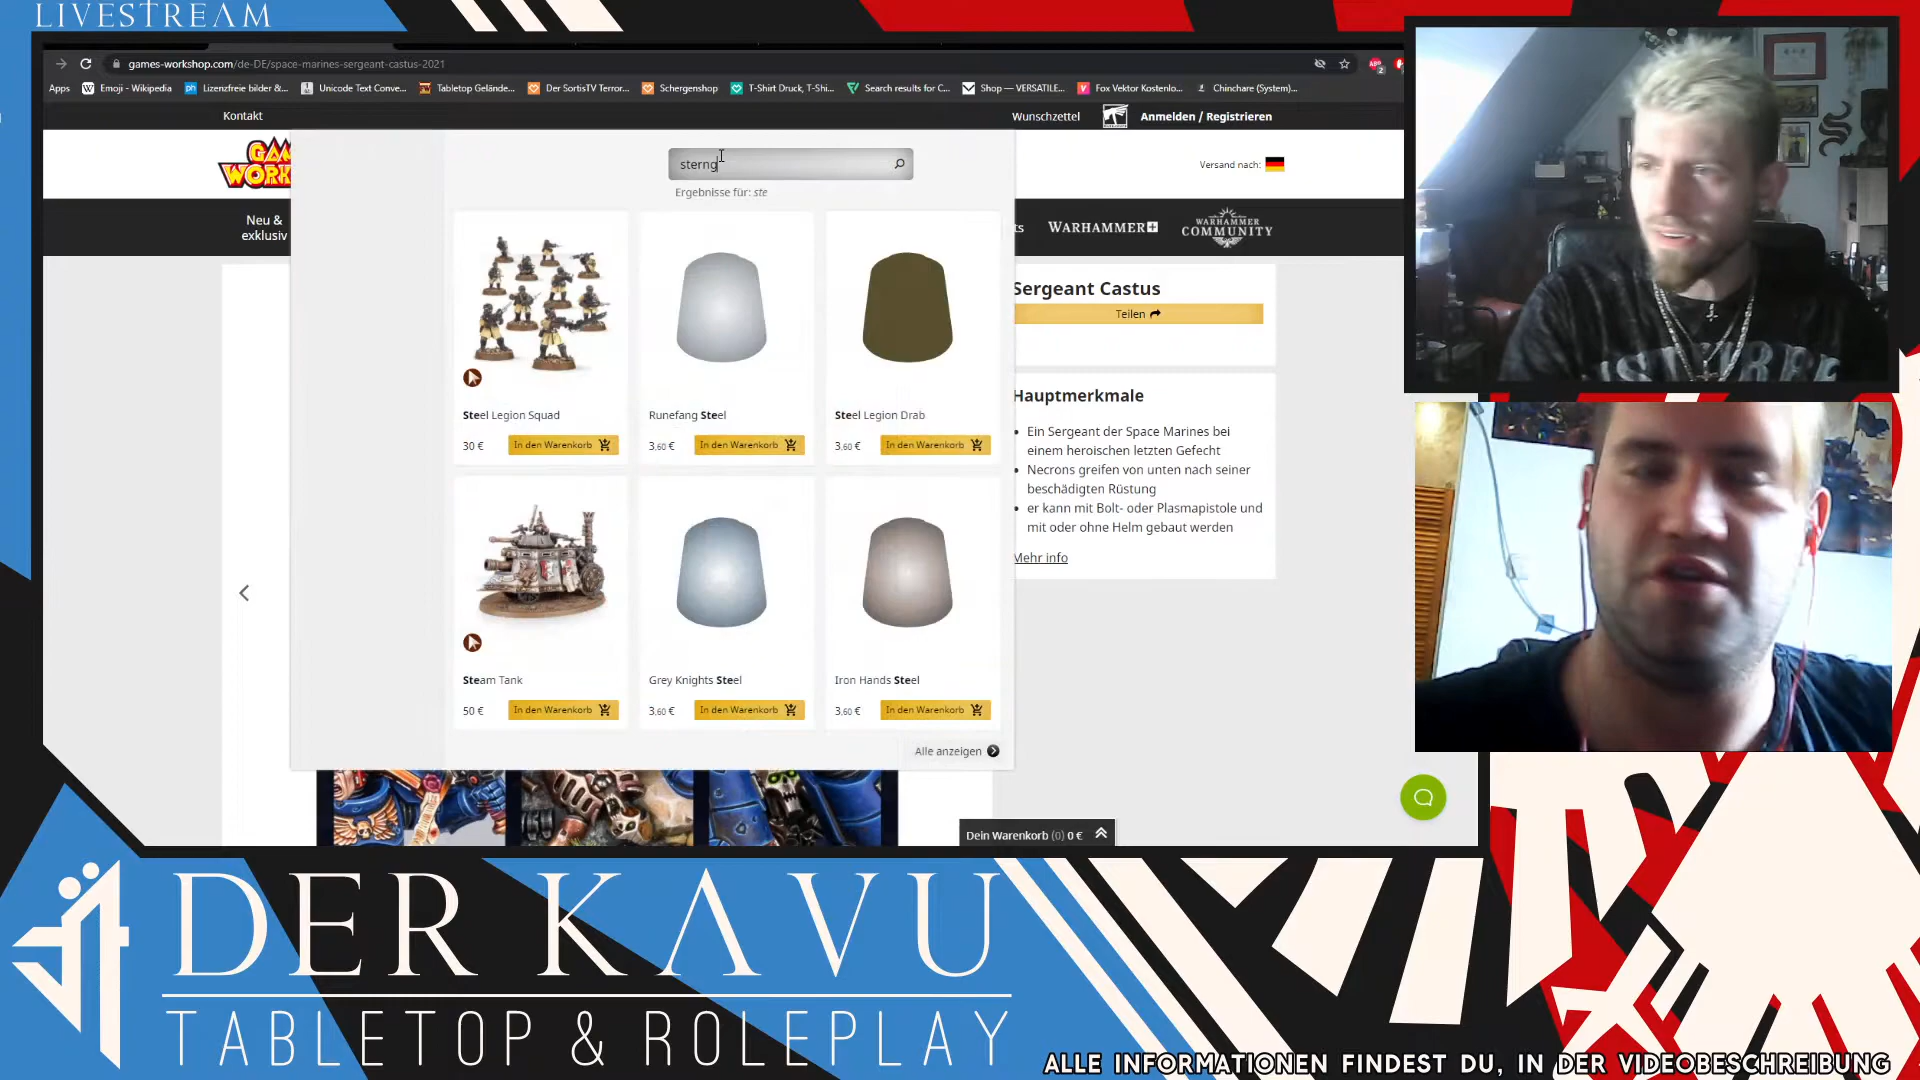 LIVESTREAM
games-workshop.com/de-DE/space-marines-sergeant-castus-2021
Apps
Emoji - Wikipedia
Lizenzfreie bilder &...
Unicode Text Conve...
Tabletop Gelände...
Der SortisTV Terror...
Schergenshop
T-Shirt Druck, T-Shi...
Search results for C...
Shop — VERSATILE...
Fox Vektor Kostenlo...
Chinchare (System)...
Kontakt
Wunschzettel
Anmelden / Registrieren
sterng
Versand nach:
Ergebnisse für: ste
Neu &
exklusiv
ts
WARHAMMER+
WARHAMMER
COMMUNITY
Sergeant Castus
Teilen
Hauptmerkmale
• Ein Sergeant der Space Marines bei
einem heroischen letzten Gefecht
• Necrons greifen von unten nach seiner
beschädigten Rüstung
• er kann mit Bolt- oder Plasmapistole und
mit oder ohne Helm gebaut werden
Mehr info
Steel Legion Squad
Runefang Steel
Steel Legion Drab
30 €
In den Warenkorb
3,60 €
In den Warenkorb
3,60 €
In den Warenkorb
Steam Tank
Grey Knights Steel
Iron Hands Steel
50 €
In den Warenkorb
3,60 €
In den Warenkorb
3,60 €
In den Warenkorb
Alle anzeigen
Dein Warenkorb (0) 0 €
DER KAVU
TABLETOP & ROLEPLAY
ALLE INFORMATIONEN FINDEST DU, IN DER VIDEOBESCHREIBUNG